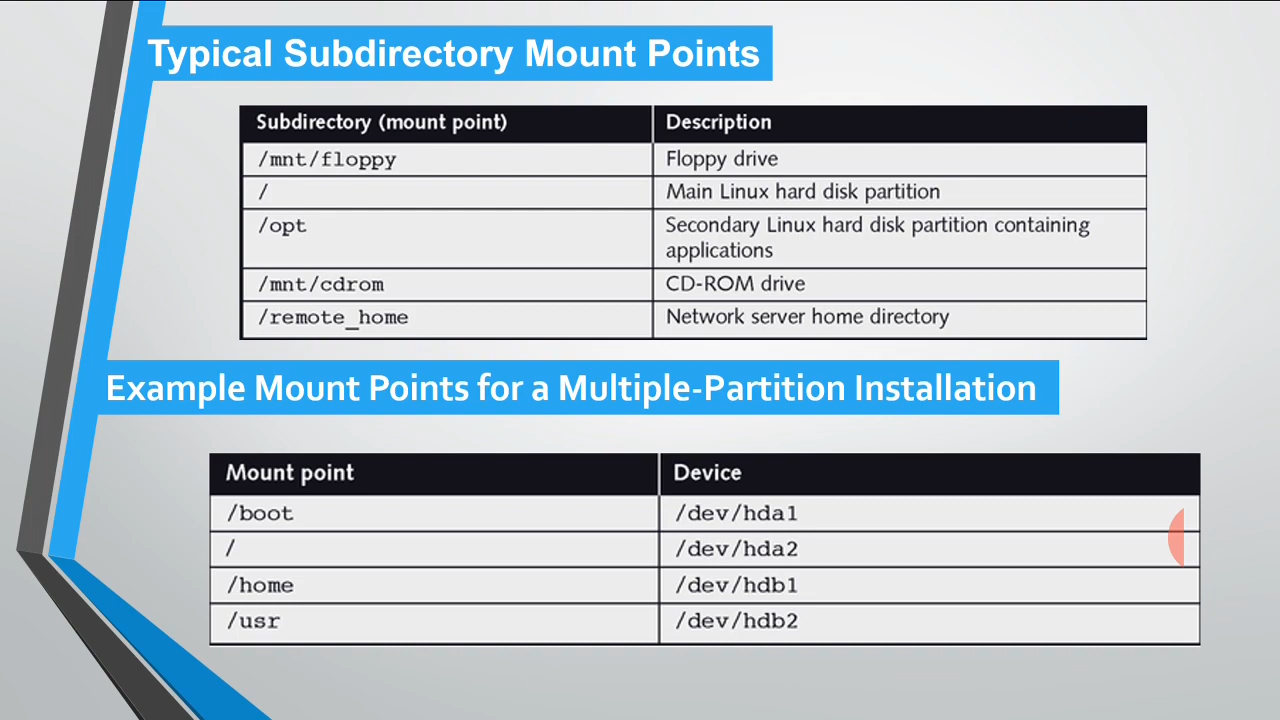 Typical Subdirectory Mount Points
Subdirectory (mount point) Description
/mnt/floppy Floppy drive
/ Main Linux hard disk partition
/opt Secondary Linux hard disk partition containing
applications
/mnt/cdrom CD-ROM drive
/remote_home Network server home directory
Example Mount Points for a Multiple-Partition Installation
Mount point Device
/boot /dev/hda1
/ /dev/hda2
/home /dev/hdb1
/usr /dev/hdb2